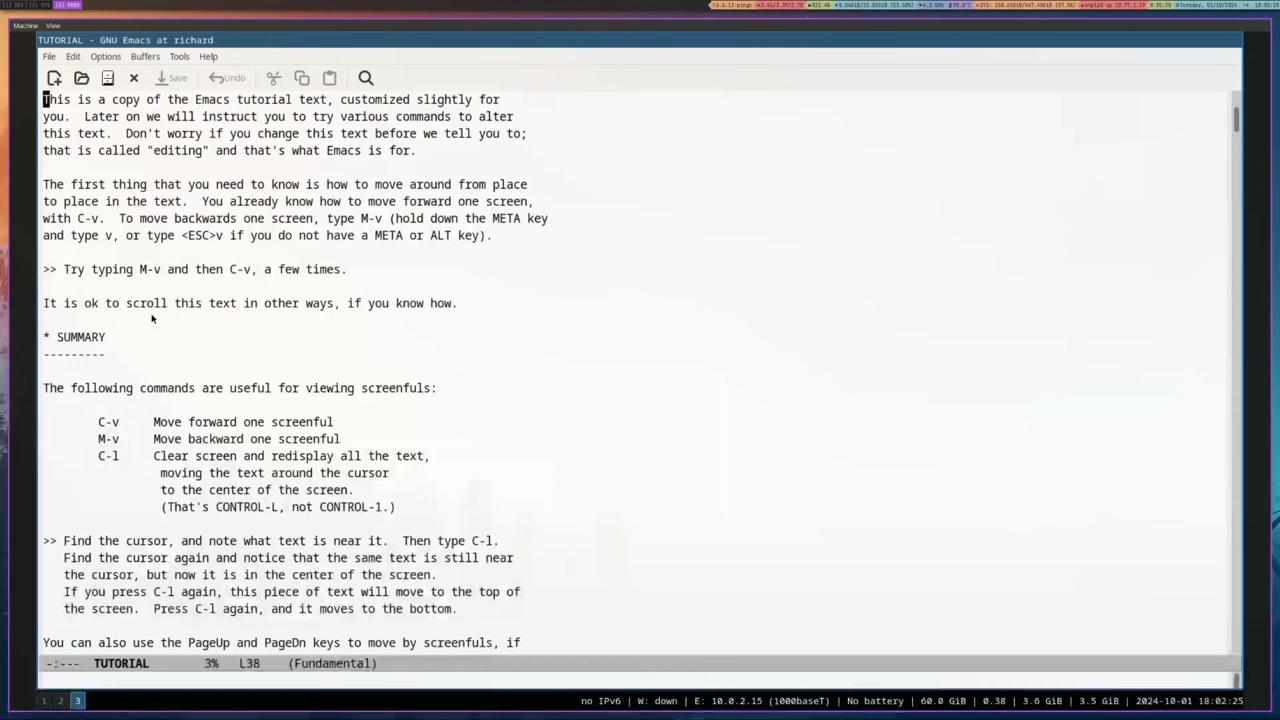 Machine View
TUTORIAL - GNU Emacs at richard
File Edit Options Buffers Tools Help
Save Undo
This is a copy of the Emacs tutorial text, customized slightly for
you.  Later on we will instruct you to try various commands to alter
this text.  Don't worry if you change this text before we tell you to;
that is called "editing" and that's what Emacs is for.
The first thing that you need to know is how to move around from place
to place in the text.  You already know how to move forward one screen,
with C-v.  To move backwards one screen, type M-v (hold down the META key
and type v, or type <ESC>v if you do not have a META or ALT key).
>> Try typing M-v and then C-v, a few times.
It is ok to scroll this text in other ways, if you know how.
* SUMMARY
---------
The following commands are useful for viewing screenfuls:
C-v Move forward one screenful
M-v Move backward one screenful
C-l Clear screen and redisplay all the text,
moving the text around the cursor
to the center of the screen.
(That's CONTROL-L, not CONTROL-1.)
>> Find the cursor, and note what text is near it.  Then type C-l.
Find the cursor again and notice that the same text is still near
the cursor, but now it is in the center of the screen.
If you press C-l again, this piece of text will move to the top of
the screen.  Press C-l again, and it moves to the bottom.
You can also use the PageUp and PageDn keys to move by screenfuls, if
-:--- TUTORIAL 3% L38 (Fundamental)
1 2 3 no IPv6 | W: down | E: 10.0.2.15 (1000baseT) | No battery | 60.0 GiB | 0.38 | 3.6 GiB | 3.5 GiB | 2024-10-01 18:02:25